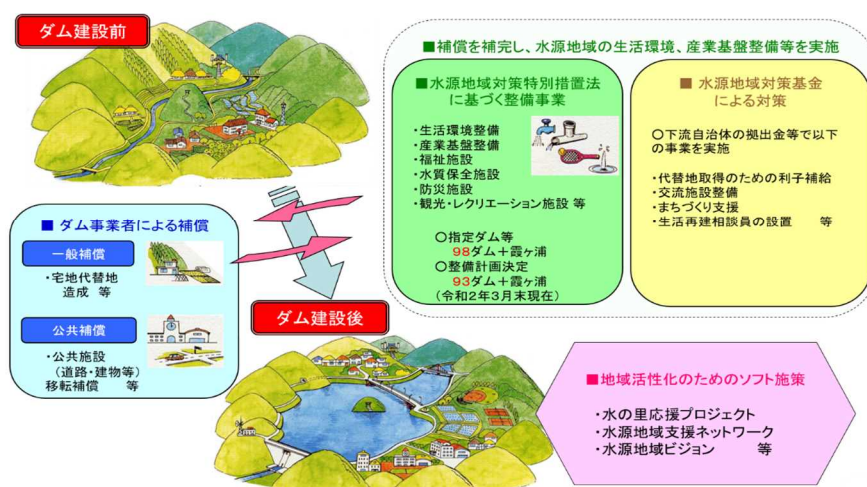 ダム建設前
■補償を補完し、水源地域の生活環境、産業基盤整備等を実施
■水源地域対策特別措置法
に基づく整備事業
・生活環境整備
・産業基盤整備
・福祉施設
・水質保全施設
・防災施設
・観光・レクリエーション施設 等
〇指定ダム等
98ダム+霞ヶ浦
〇整備計画決定
93ダム+霞ヶ浦
(令和2年3月末現在)
■ 水源地域対策基金
による対策
〇下流自治体の拠出金等で以下
の事業を実施
・代替地取得のための利子補給
・交流施設整備
・まちづくり支援
・生活再建相談員の設置 等
■ ダム事業者による補償
一般補償
・宅地代替地
造成 等
公共補償
・公共施設
(道路・建物等)
移転補償 等
ダム建設後
■地域活性化のためのソフト施策
・水の里応援プロジェクト
・水源地域支援ネットワーク
・水源地域ビジョン 等